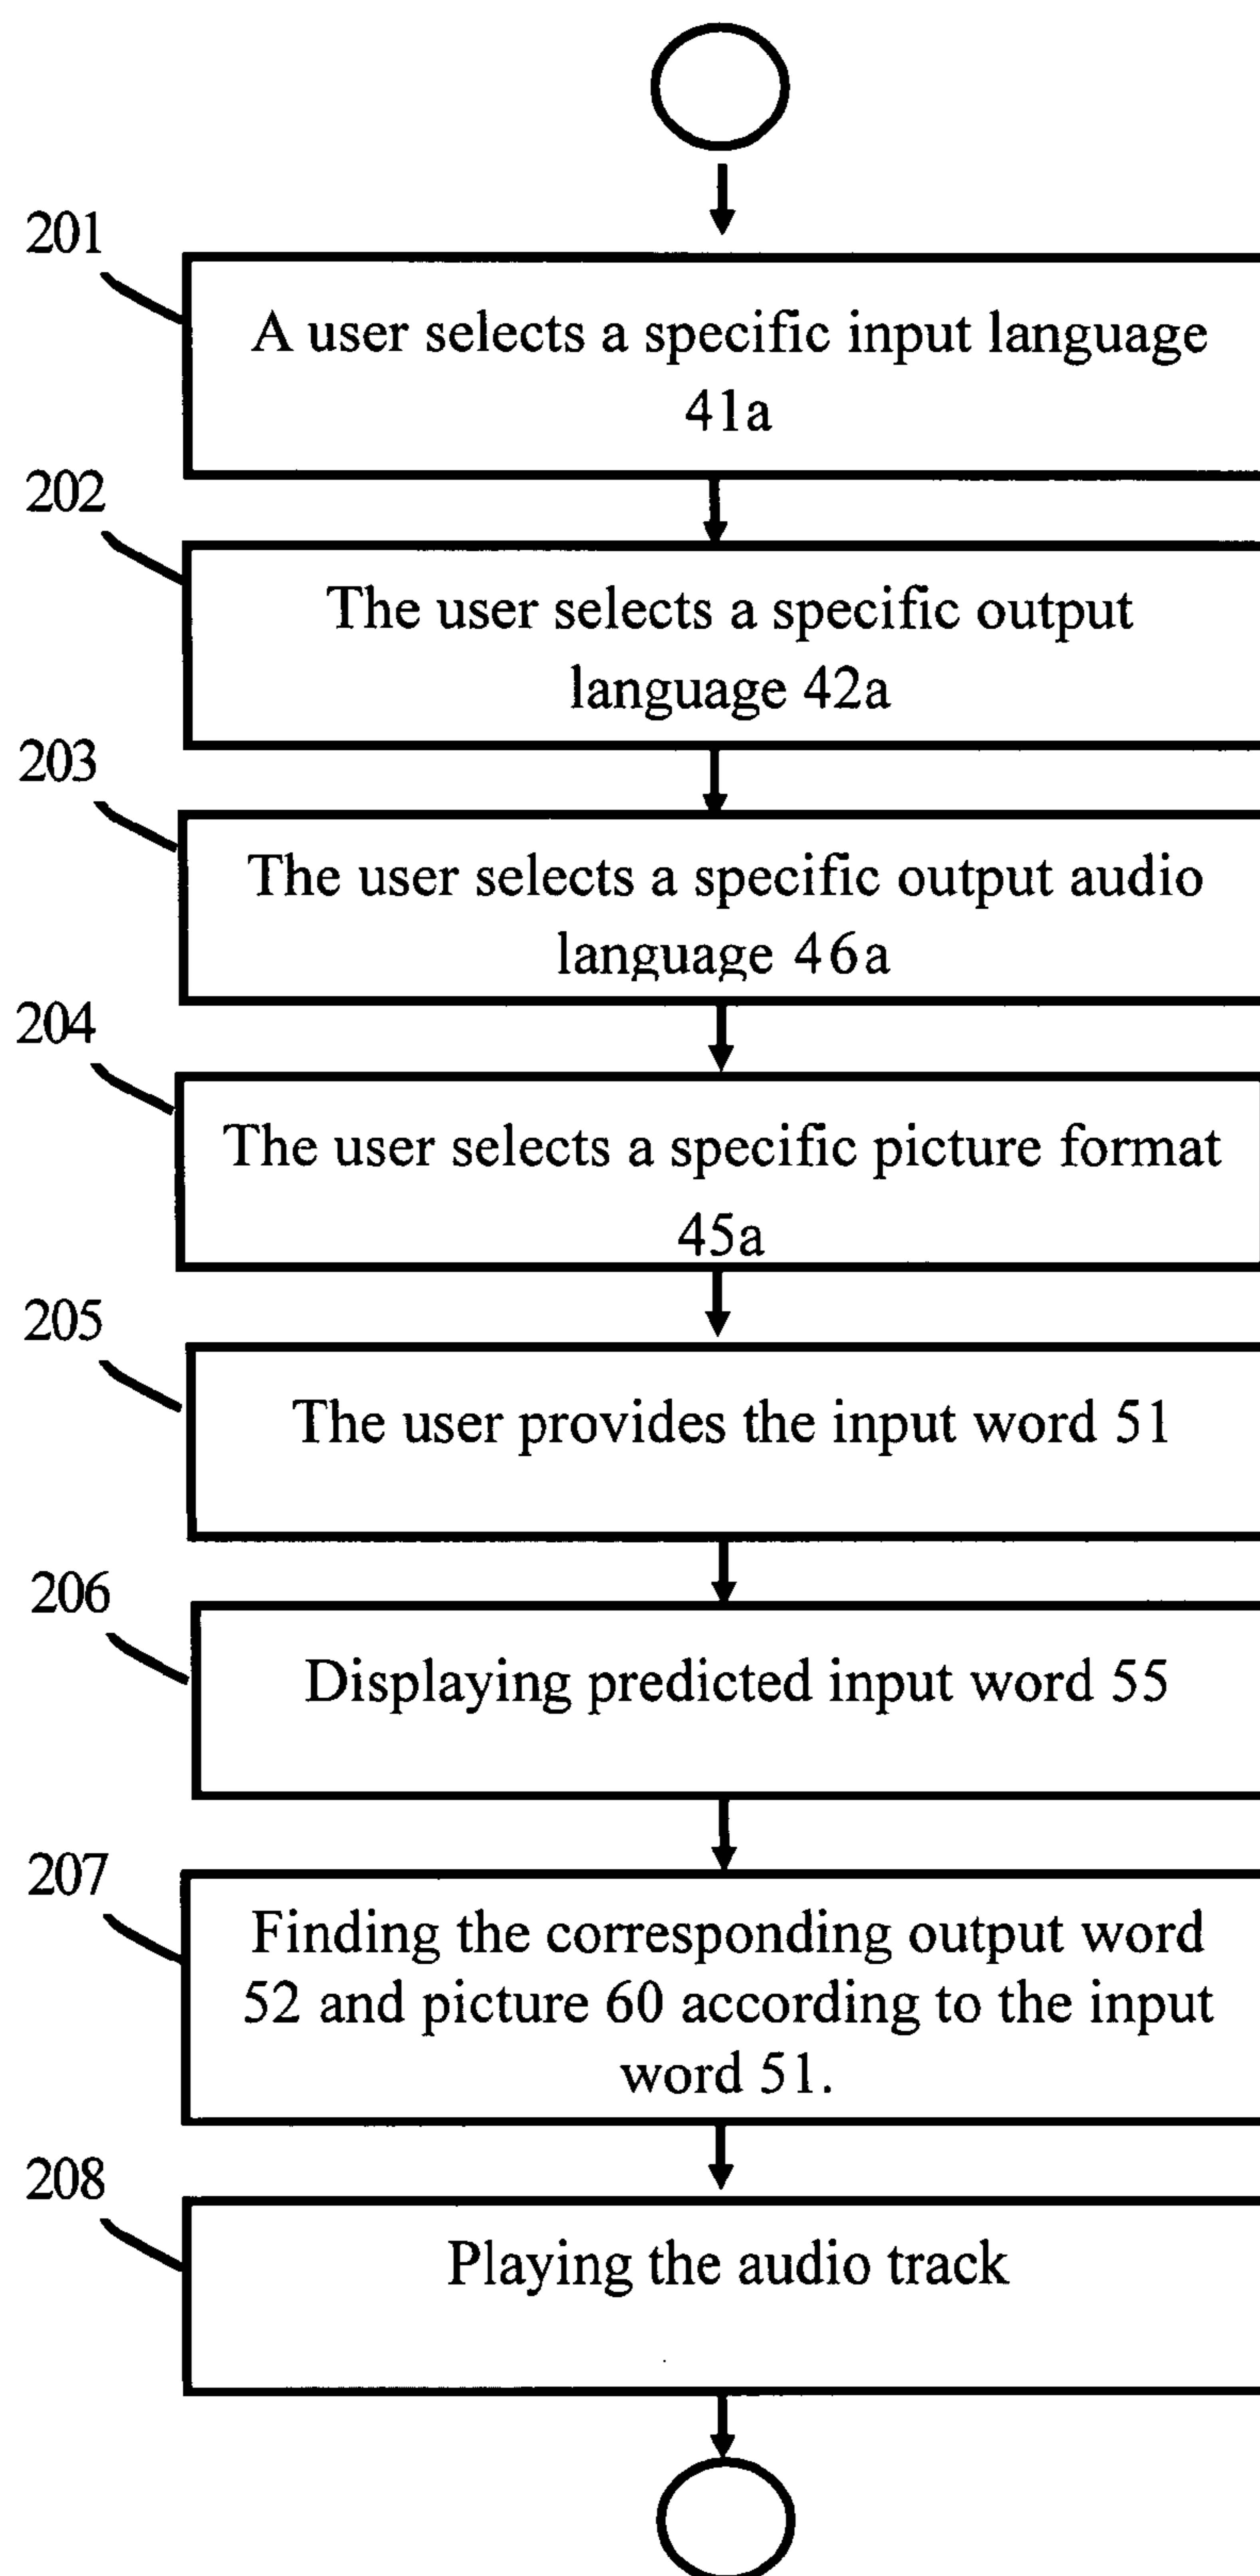 201
A user selects a specific input language
41a
202
The user selects a specific output
language 42a
203
The user selects a specific output audio
language 46a
204
The user selects a specific picture format
45a
205
The user provides the input word 51
206
Displaying predicted input word 55
207
Finding the corresponding output word
52 and picture 60 according to the input
word 51.
208
Playing the audio track